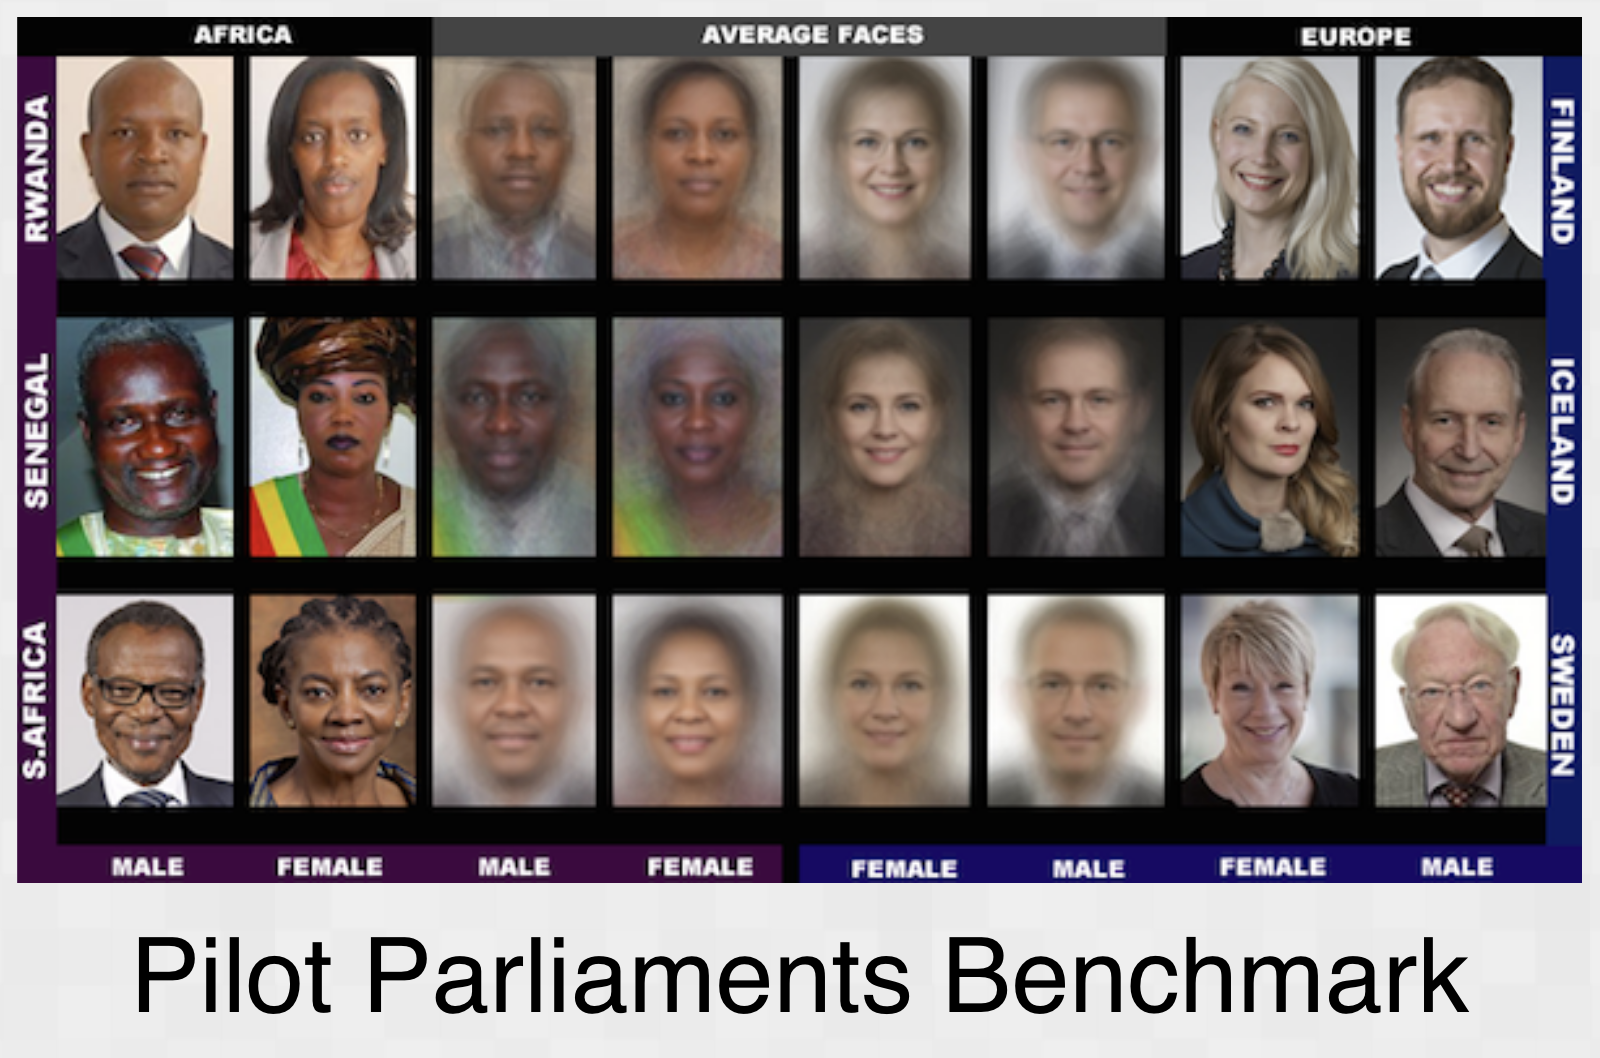 AFRICA
AVERAGE FACES
EUROPE
RWANDA
FINLAND
SENEGAL
ICELAND
S.AFRICA
SWEDEN
MALE
FEMALE
MALE
FEMALE
FEMALE
MALE
FEMALE
MALE
Pilot Parliaments Benchmark